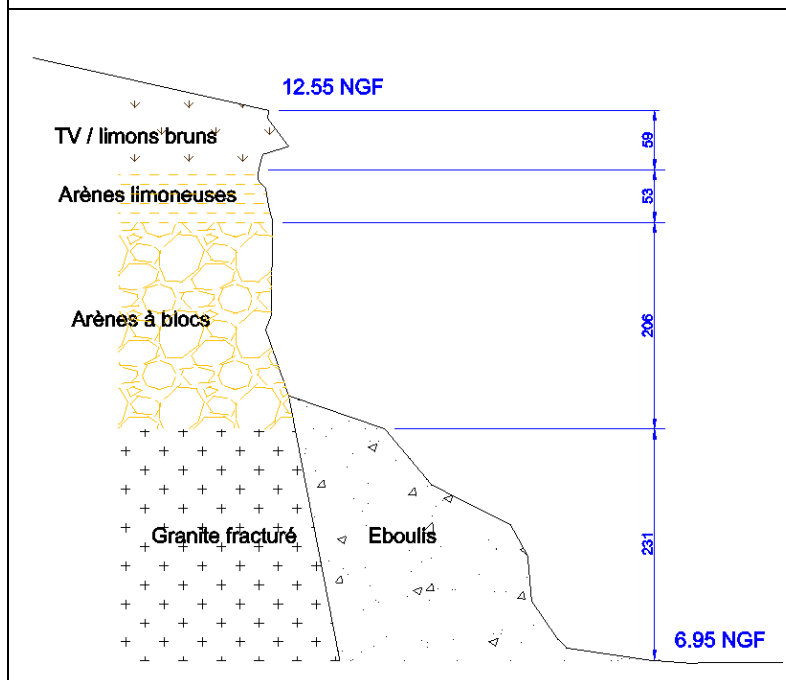 12.55 NGF
TV / limons bruns
59
Arènes limoneuses
53
Arènes à blocs
206
Granite fracturé
Eboulis
231
6.95 NGF